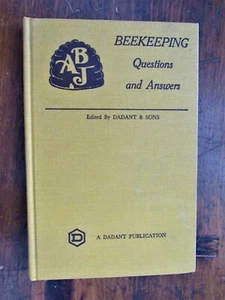 ABJ
BEEKEEPING
Questions
and Answers
Edited By DADANT & SONS
D
A DADANT PUBLICATION